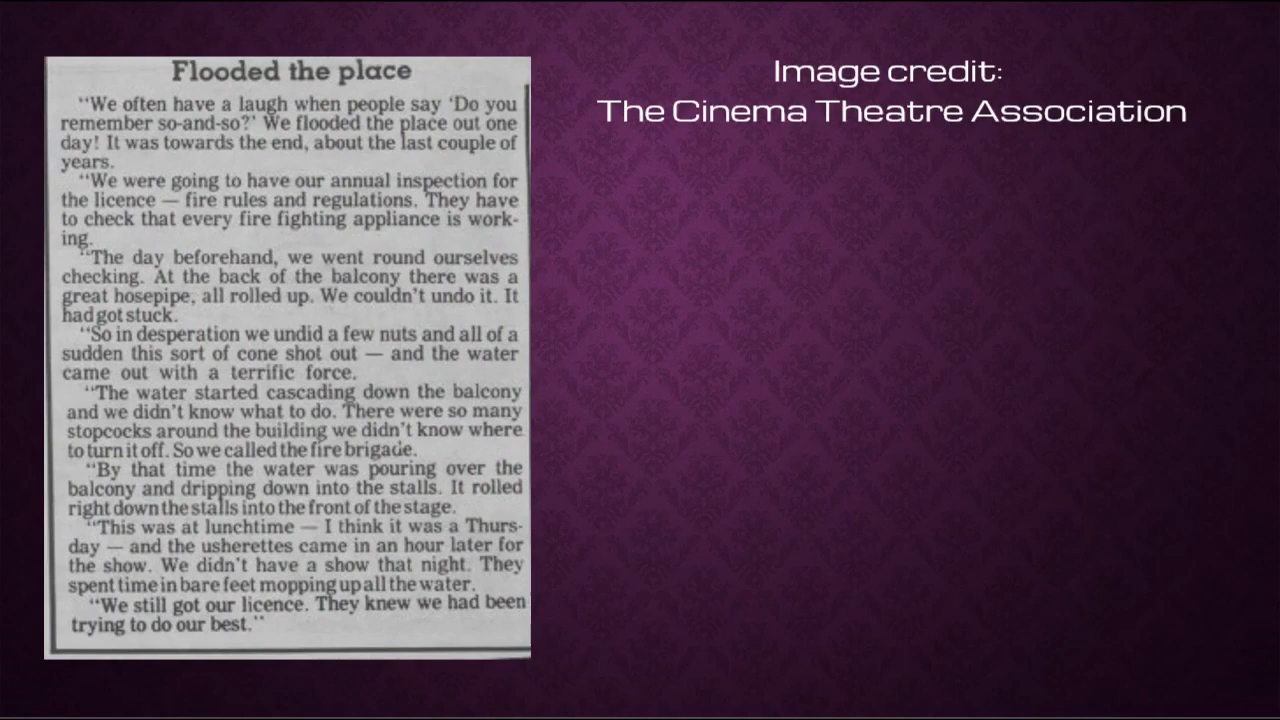 Flooded the place
"We often have a laugh when people say 'Do you
remember so-and-so?' We flooded the place out one
day! It was towards the end, about the last couple of
years.
"We were going to have our annual inspection for
the licence — fire rules and regulations. They have
to check that every fire fighting appliance is work-
ing.
"The day beforehand, we went round ourselves
checking. At the back of the balcony there was a
great hosepipe, all rolled up. We couldn't undo it. It
had got stuck.
"So in desperation we undid a few nuts and all of a
sudden this sort of cone shot out — and the water
came out with a terrific force.
"The water started cascading down the balcony
and we didn't know what to do. There were so many
stopcocks around the building we didn't know where
to turn it off. So we called the fire brigade.
"By that time the water was pouring over the
balcony and dripping down into the stalls. It rolled
right down the stalls into the front of the stage.
"This was at lunchtime — I think it was a Thurs-
day — and the usherettes came in an hour later for
the show. We didn't have a show that night. They
spent time in bare feet mopping up all the water.
"We still got our licence. They knew we had been
trying to do our best."
Image credit:
The Cinema Theatre Association